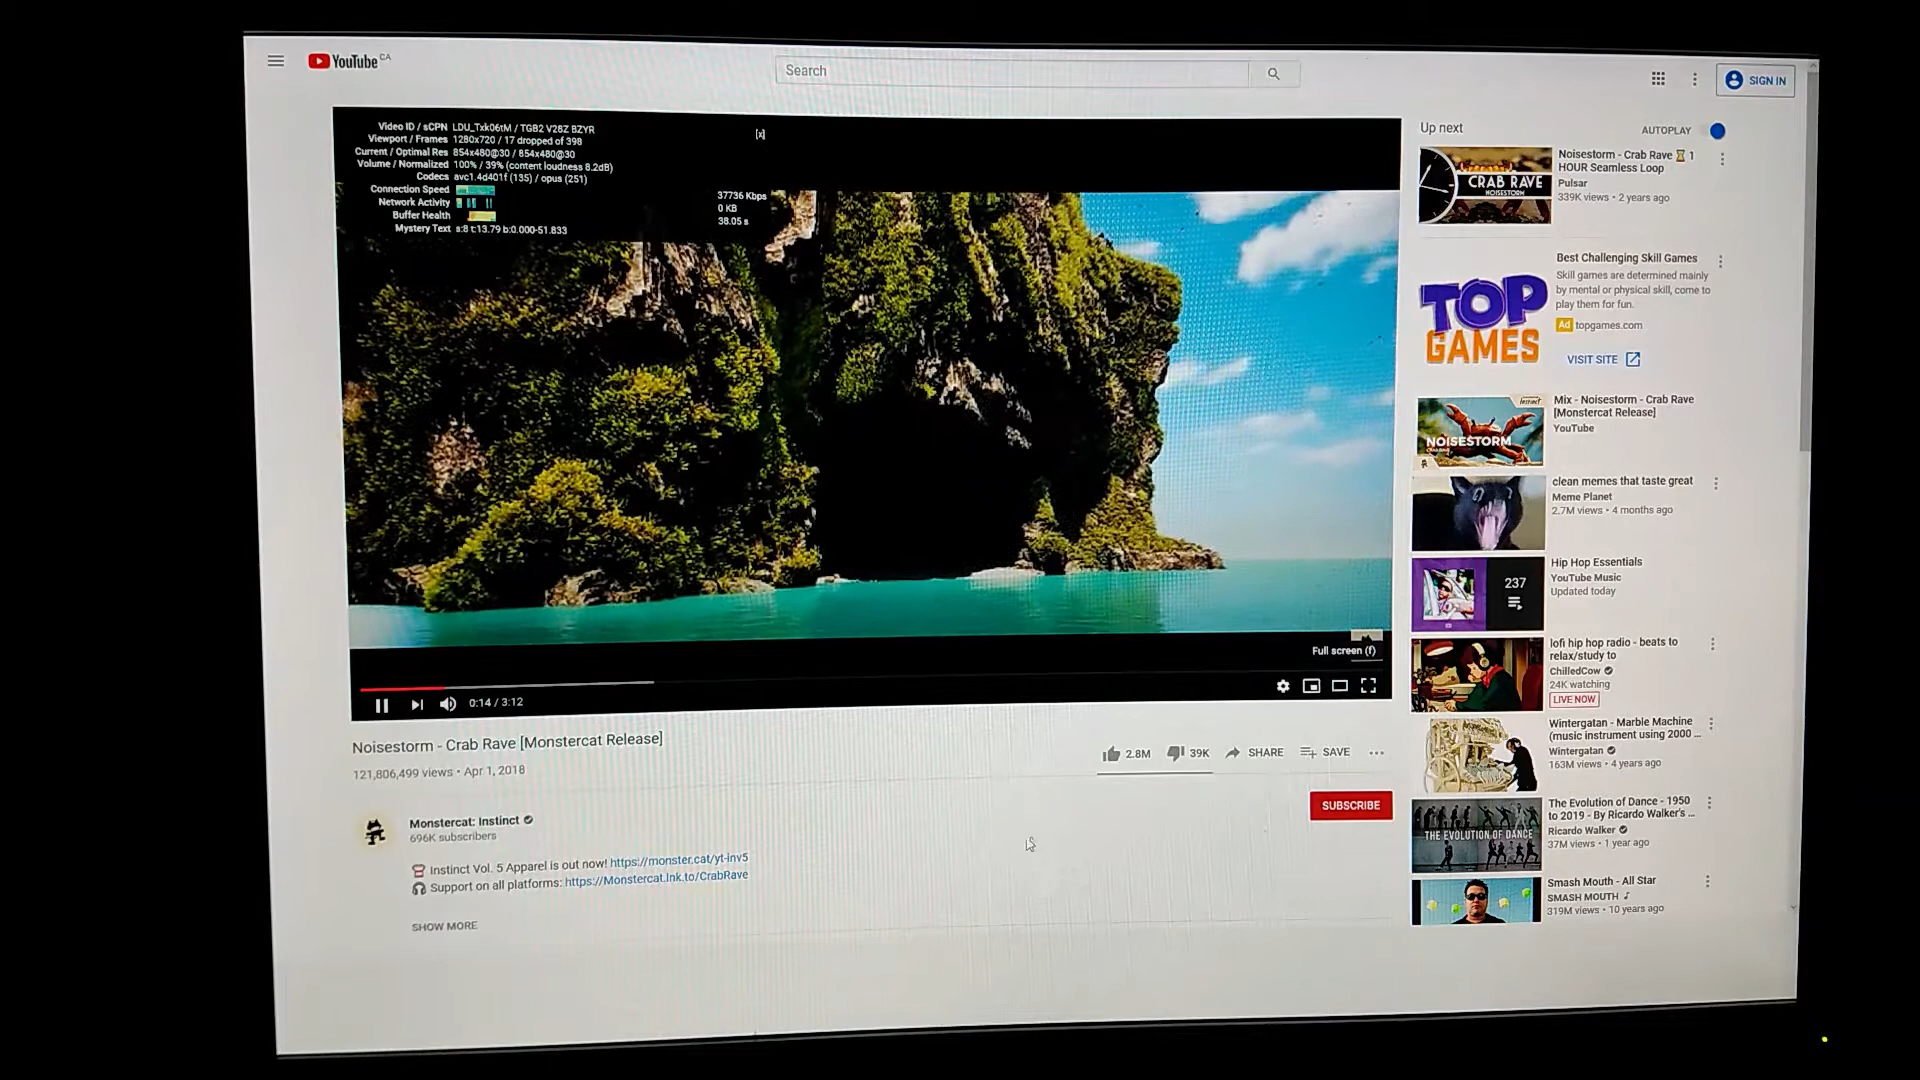 YouTube CA
Search
SIGN IN
Video ID / sCPN LDU_Txk06tM / TGB2 V28Z BZYR
[x]
Viewport / Frames 1280x720 / 17 dropped of 398
Current / Optimal Res 854x480@30 / 854x480@30
Volume / Normalized 100% / 39% (content loudness 8.2dB)
Codecs avc1.4d401f (135) / opus (251)
Connection Speed 37736 Kbps
Network Activity 0 KB
Buffer Health 38.05 s
Mystery Text s:8 t:13.79 b:0.000-51.833
Full screen (f)
0:14 / 3:12
Noisestorm - Crab Rave [Monstercat Release]
121,806,499 views • Apr 1, 2018
2.8M 39K SHARE SAVE
Monstercat: Instinct
696K subscribers
SUBSCRIBE
Instinct Vol. 5 Apparel is out now! https://monster.cat/yt-inv5
Support on all platforms: https://Monstercat.lnk.to/CrabRave
SHOW MORE
Up next
AUTOPLAY
CRAB RAVE
NOISESTORM
Noisestorm - Crab Rave ⏳ 1
HOUR Seamless Loop
Pulsar
339K views • 2 years ago
TOP
GAMES
Best Challenging Skill Games
Skill games are determined mainly
by mental or physical skill, come to
play them for fun.
Ad topgames.com
VISIT SITE
Instinct
NOISESTORM
Mix - Noisestorm - Crab Rave
[Monstercat Release]
YouTube
clean memes that taste great
Meme Planet
2.7M views • 4 months ago
237
Hip Hop Essentials
YouTube Music
Updated today
lofi hip hop radio - beats to
relax/study to
ChilledCow
24K watching
LIVE NOW
Wintergatan - Marble Machine
(music instrument using 2000 ...
Wintergatan
163M views • 4 years ago
THE EVOLUTION OF DANCE
The Evolution of Dance - 1950
to 2019 - By Ricardo Walker's ...
Ricardo Walker
37M views • 1 year ago
Smash Mouth - All Star
SMASH MOUTH ♪
319M views • 10 years ago